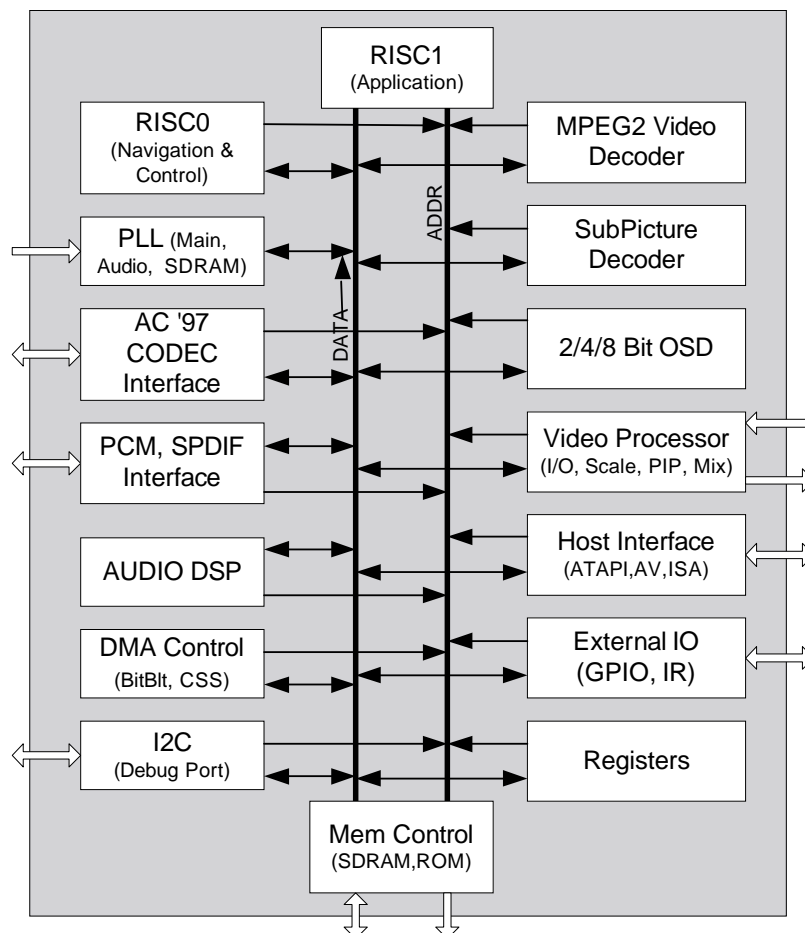 RISC1
(Application)
RISC0
(Navigation &
Control)
MPEG2 Video
Decoder
ADDR
PLL (Main,
Audio, SDRAM)
SubPicture
Decoder
DATA
AC '97
CODEC
Interface
2/4/8 Bit OSD
PCM, SPDIF
Interface
Video Processor
(I/O, Scale, PIP, Mix)
AUDIO DSP
Host Interface
(ATAPI,AV,ISA)
DMA Control
(BitBlt, CSS)
External IO
(GPIO, IR)
I2C
(Debug Port)
Registers
Mem Control
(SDRAM,ROM)